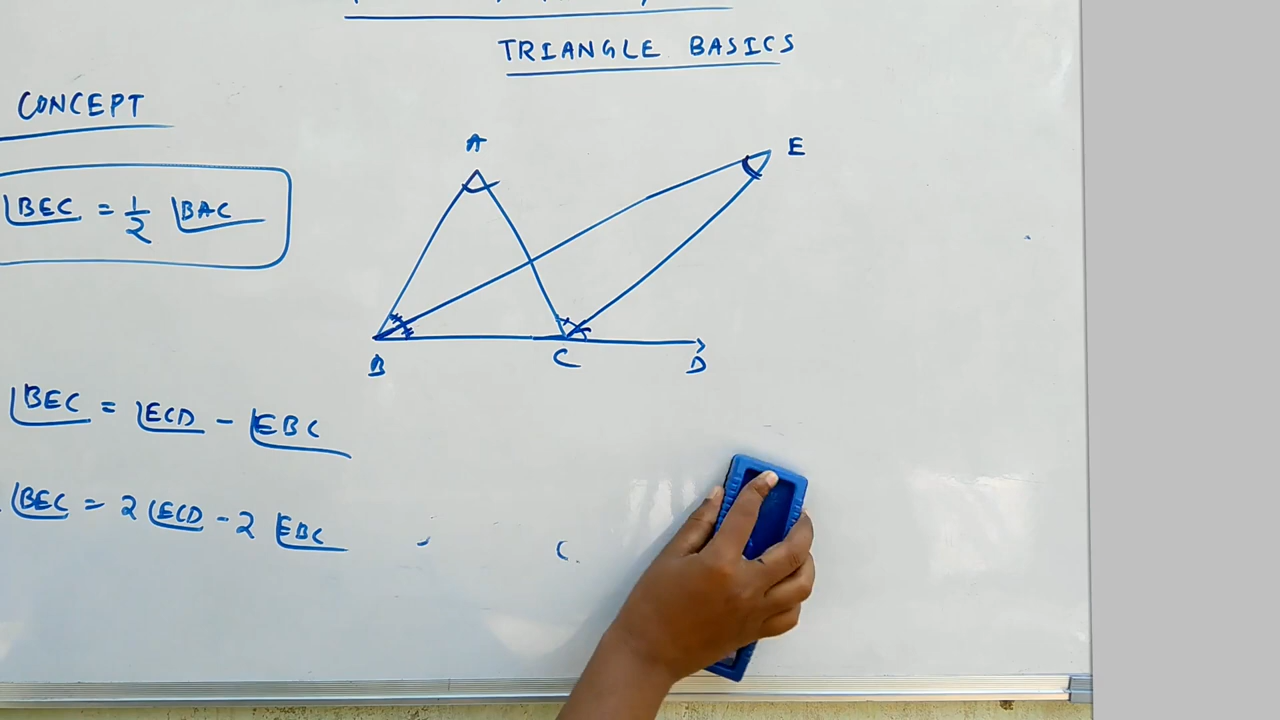 TRIANGLE BASICS
CONCEPT
∠BEC = 1/2 ∠BAC
A
E
B
C
D
∠BEC = ∠ECD - ∠EBC
∠BEC = 2 ∠ECD - 2 ∠EBC